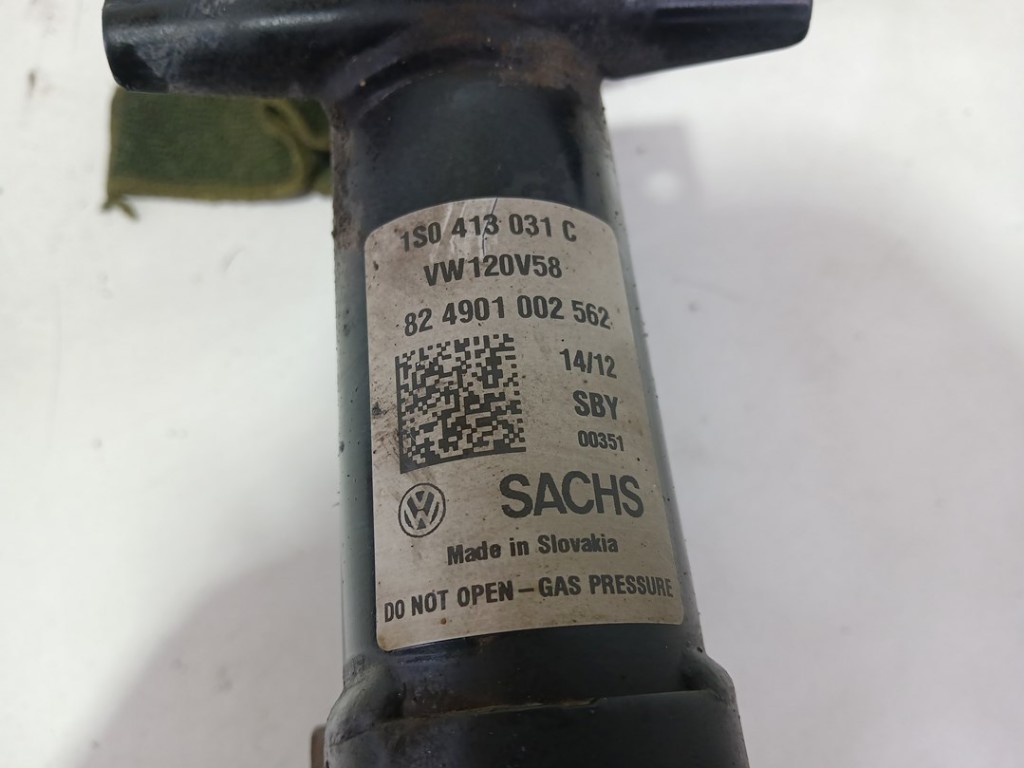 1S0 413 031 C
VW120V58
82 4901 002 562
14/12
SBY
00351
SACHS
Made in Slovakia
DO NOT OPEN – GAS PRESSURE